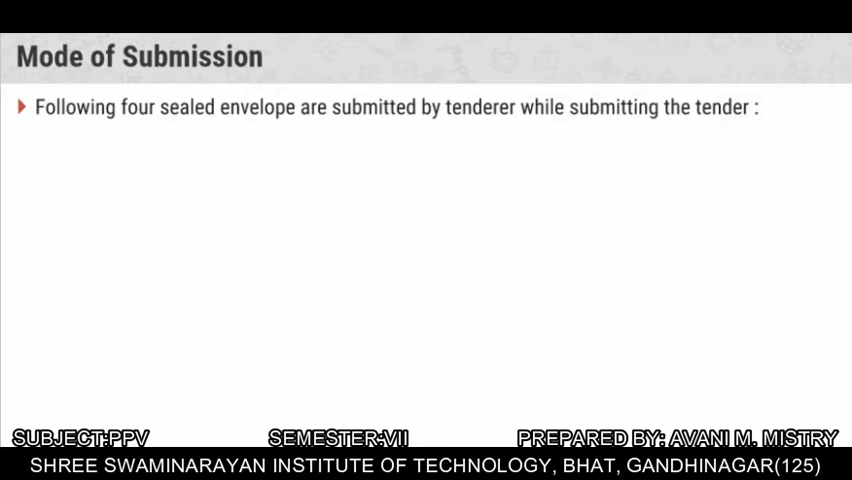 Mode of Submission
Following four sealed envelope are submitted by tenderer while submitting the tender :
SUBJECT:PPV SEMESTER:VII PREPARED BY: AVANI M. MISTRY
SHREE SWAMINARAYAN INSTITUTE OF TECHNOLOGY, BHAT, GANDHINAGAR(125)